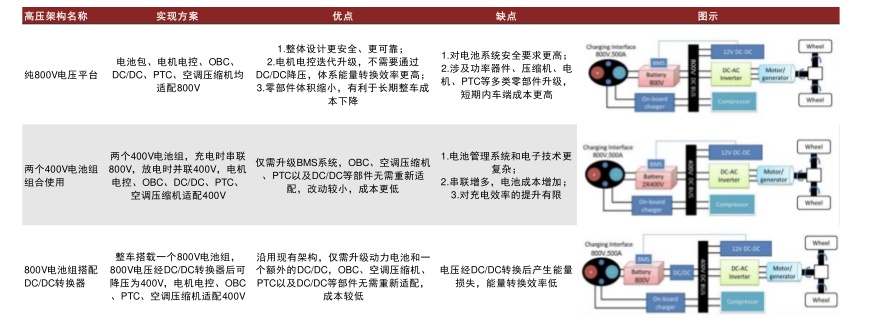 高压架构名称 实现方案 优点 缺点 图示
纯800V电压平台
电池包、电机电控、OBC、
DC/DC、PTC、空调压缩机均
适配800V
1.整体设计更安全、更可靠；
2.电机电控迭代升级，不需要通过
DC/DC降压，体系能量转换效率更高；
3.零部件体积缩小，有利于长期整车成
本下降
1.对电池系统安全要求更高；
2.涉及功率器件、压缩机、电
机、PTC等多类零部件升级，
短期内车端成本更高
Charging Interface
800V,500A
BMS
Battery
800V
On-board
charger
800V DC BUS
12V DC-DC
DC-AC
Inverter
Compressor
Motor/
generator
Wheel
Wheel
两个400V电池组
组合使用
两个400V电池组，充电时串联
800V，放电时并联400V，电机
电控、OBC、DC/DC、PTC、
空调压缩机适配400V
仅需升级BMS系统，OBC、空调压缩机
、PTC以及DC/DC等部件无需重新适
配，改动较小，成本更低
1.电池管理系统和电子技术更
复杂；
2.串联增多，电池成本增加；
3.对充电效率的提升有限
Charging Interface
800V,500A
BMS
Battery
2X400V
On-board
charger
400V DC BUS
12V DC-DC
DC-AC
Inverter
Compressor
Motor/
generator
Wheel
Wheel
800V电池组搭配
DC/DC转换器
整车搭载一个800V电池组，
800V电压经DC/DC转换器后可
降压为400V，电机电控、OBC
、PTC、空调压缩机适配400V
沿用现有架构，仅需升级动力电池和一
个额外的DC/DC，OBC、空调压缩机、
PTC以及DC/DC等部件无需重新适配，
成本较低
电压经DC/DC转换后产生能量
损失，能量转换效率低
Charging Interface
800V,500A
BMS
Battery
800V
DC/DC
On-board
charger
400V DC BUS
12V DC-DC
DC-AC
Inverter
Compressor
Motor/
generator
Wheel
Wheel